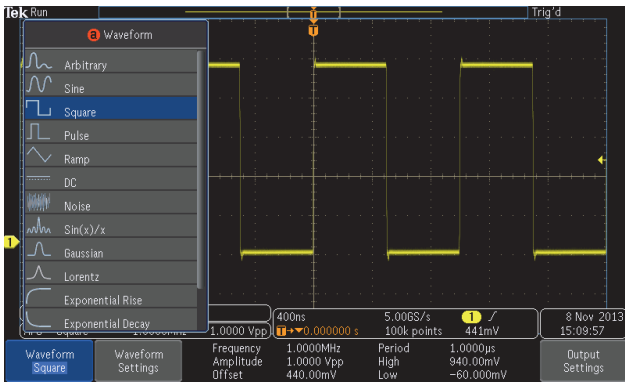 Tek Run Trig'd
a Waveform
T
T
Arbitrary
Sine
Square
Pulse
Ramp
DC
Noise
Sin(x)/x
1
Gaussian
Lorentz
Exponential Rise
Exponential Decay
1.0000 Vpp
400ns 5.00GS/s 1
T→▼0.000000 s 100k points 441mV
8 Nov 2013
15:09:57
Waveform
Square
Waveform
Settings
Frequency 1.0000MHz Period 1.0000µs
Amplitude 1.0000 Vpp High 940.00mV
Offset 440.00mV Low -60.000mV
Output
Settings